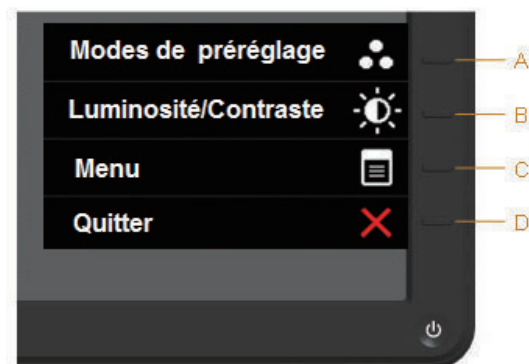 Modes de préréglage
A
Luminosité/Contraste
B
Menu
C
Quitter
D